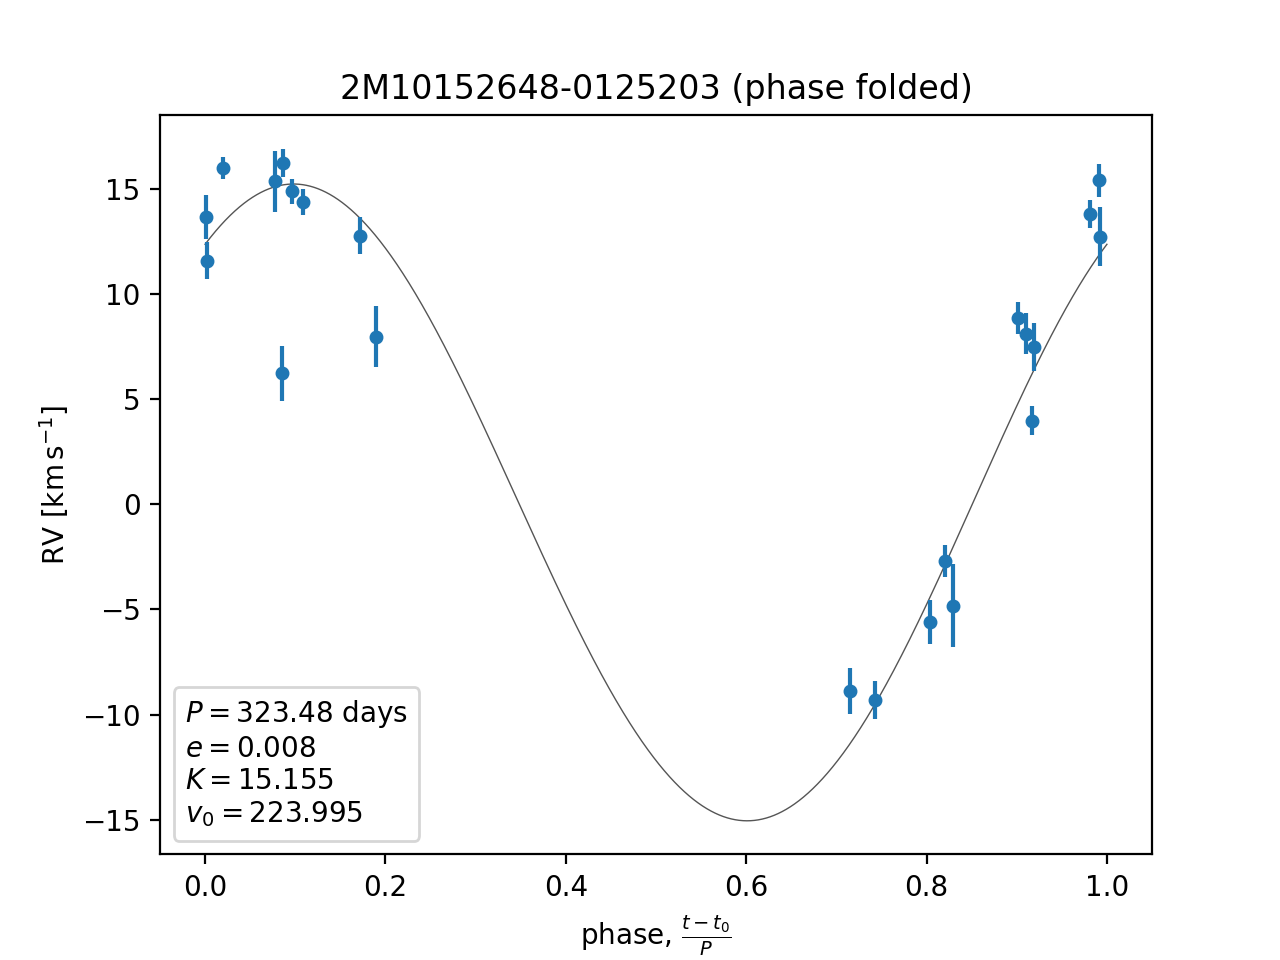 2M10152648-0125203 (phase folded)
RV [km s⁻¹]
15
10
5
0
−5
−10
−15
P = 323.48 days
e = 0.008
K = 15.155
v₀ = 223.995
0.0 0.2 0.4 0.6 0.8 1.0
phase, (t − t₀)/P